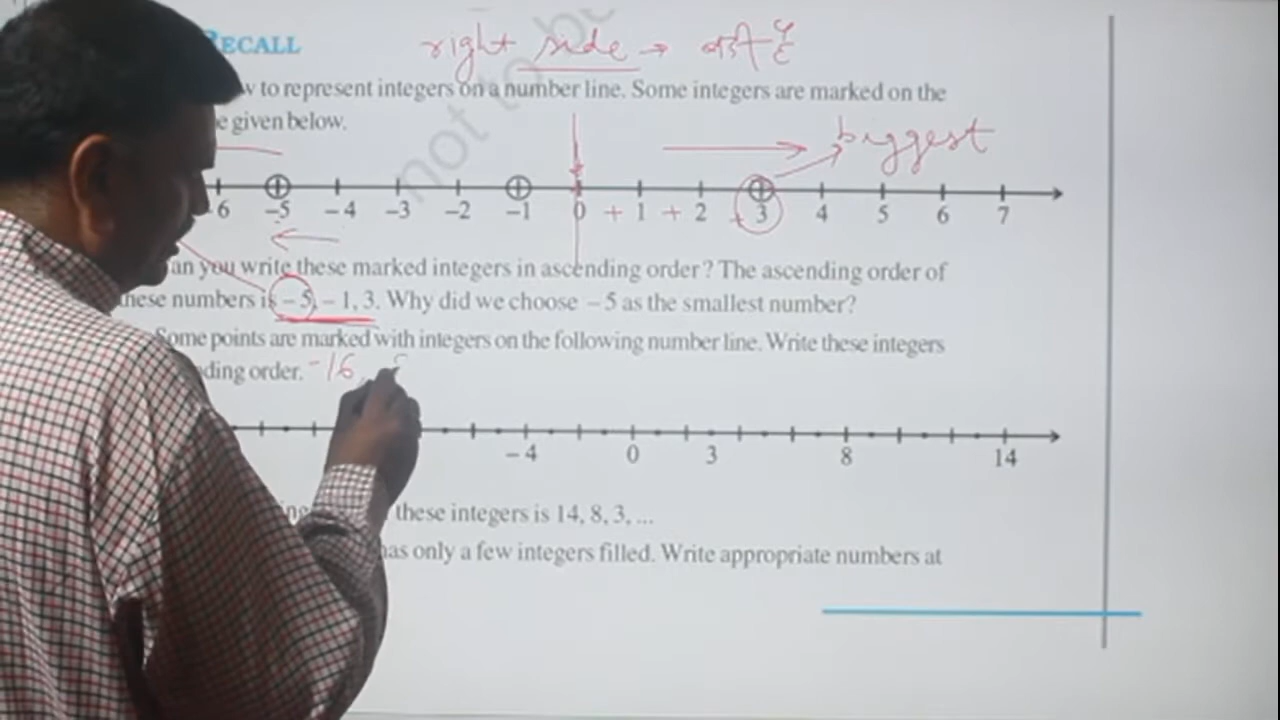 RECALL
right side →
w to represent integers on a number line. Some integers are marked on the
e given below.
biggest
6 -5 -4 -3 -2 -1 0 + 1 + 2 3 4 5 6 7
an you write these marked integers in ascending order? The ascending order of
hese numbers is -5, -1, 3. Why did we choose -5 as the smallest number?
Some points are marked with integers on the following number line. Write these integers
ding order. -16,
-4 0 3 8 14
these integers is 14, 8, 3, ...
has only a few integers filled. Write appropriate numbers at
not to be